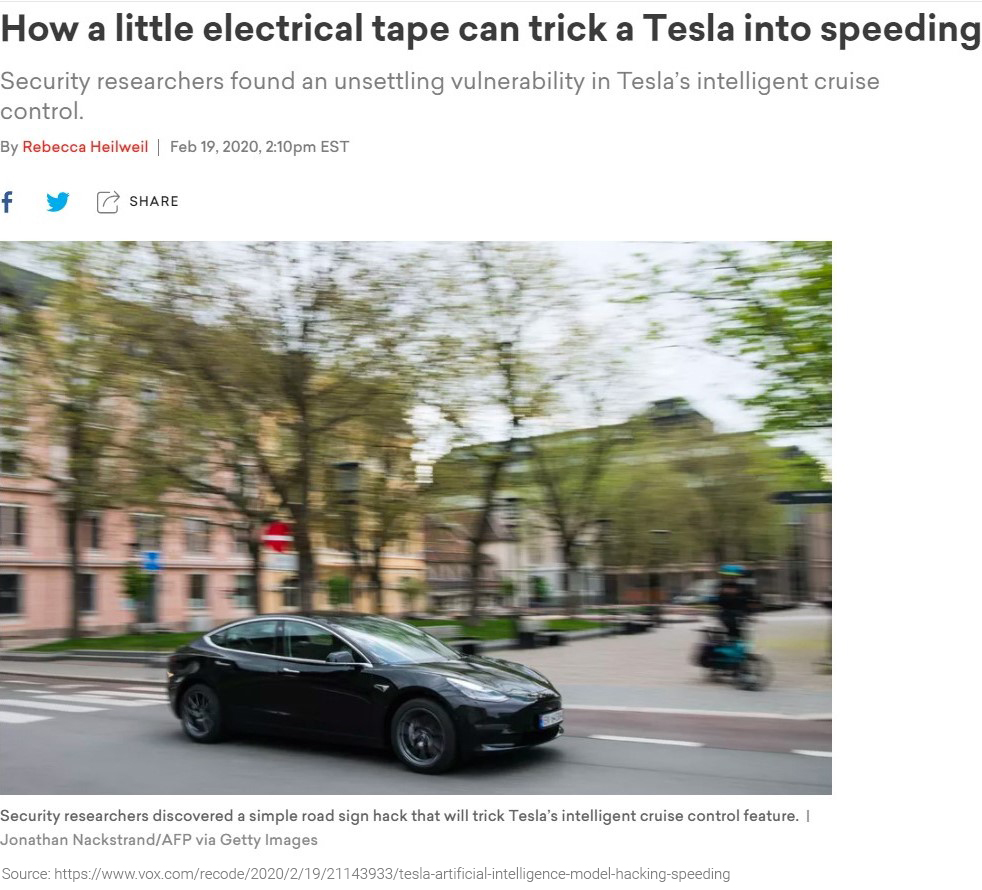 How a little electrical tape can trick a Tesla into speeding
Security researchers found an unsettling vulnerability in Tesla’s intelligent cruise
control.
By Rebecca Heilweil | Feb 19, 2020, 2:10pm EST
SHARE
Security researchers discovered a simple road sign hack that will trick Tesla’s intelligent cruise control feature. |
Jonathan Nackstrand/AFP via Getty Images
Source: https://www.vox.com/recode/2020/2/19/21143933/tesla-artificial-intelligence-model-hacking-speeding